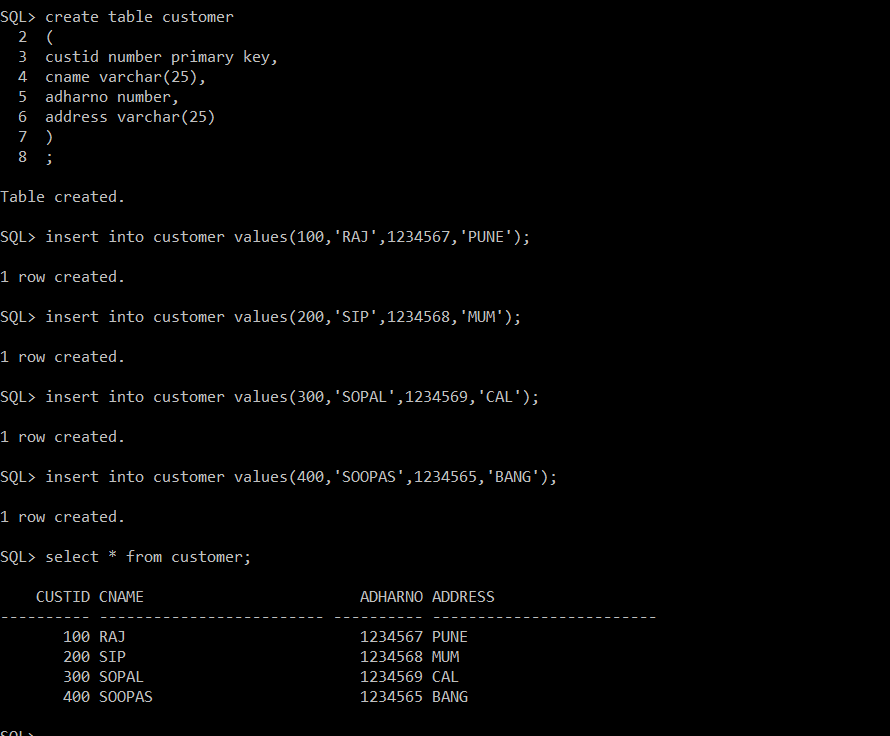 SQL> create table customer
  2  (
  3  custid number primary key,
  4  cname varchar(25),
  5  adharno number,
  6  address varchar(25)
  7  )
  8  ;
Table created.
SQL> insert into customer values(100,'RAJ',1234567,'PUNE');
1 row created.
SQL> insert into customer values(200,'SIP',1234568,'MUM');
1 row created.
SQL> insert into customer values(300,'SOPAL',1234569,'CAL');
1 row created.
SQL> insert into customer values(400,'SOOPAS',1234565,'BANG');
1 row created.
SQL> select * from customer;
    CUSTID CNAME                        ADHARNO ADDRESS
---------- ------------------------- ---------- -------------------------
       100 RAJ                          1234567 PUNE
       200 SIP                          1234568 MUM
       300 SOPAL                        1234569 CAL
       400 SOOPAS                       1234565 BANG
SQL>